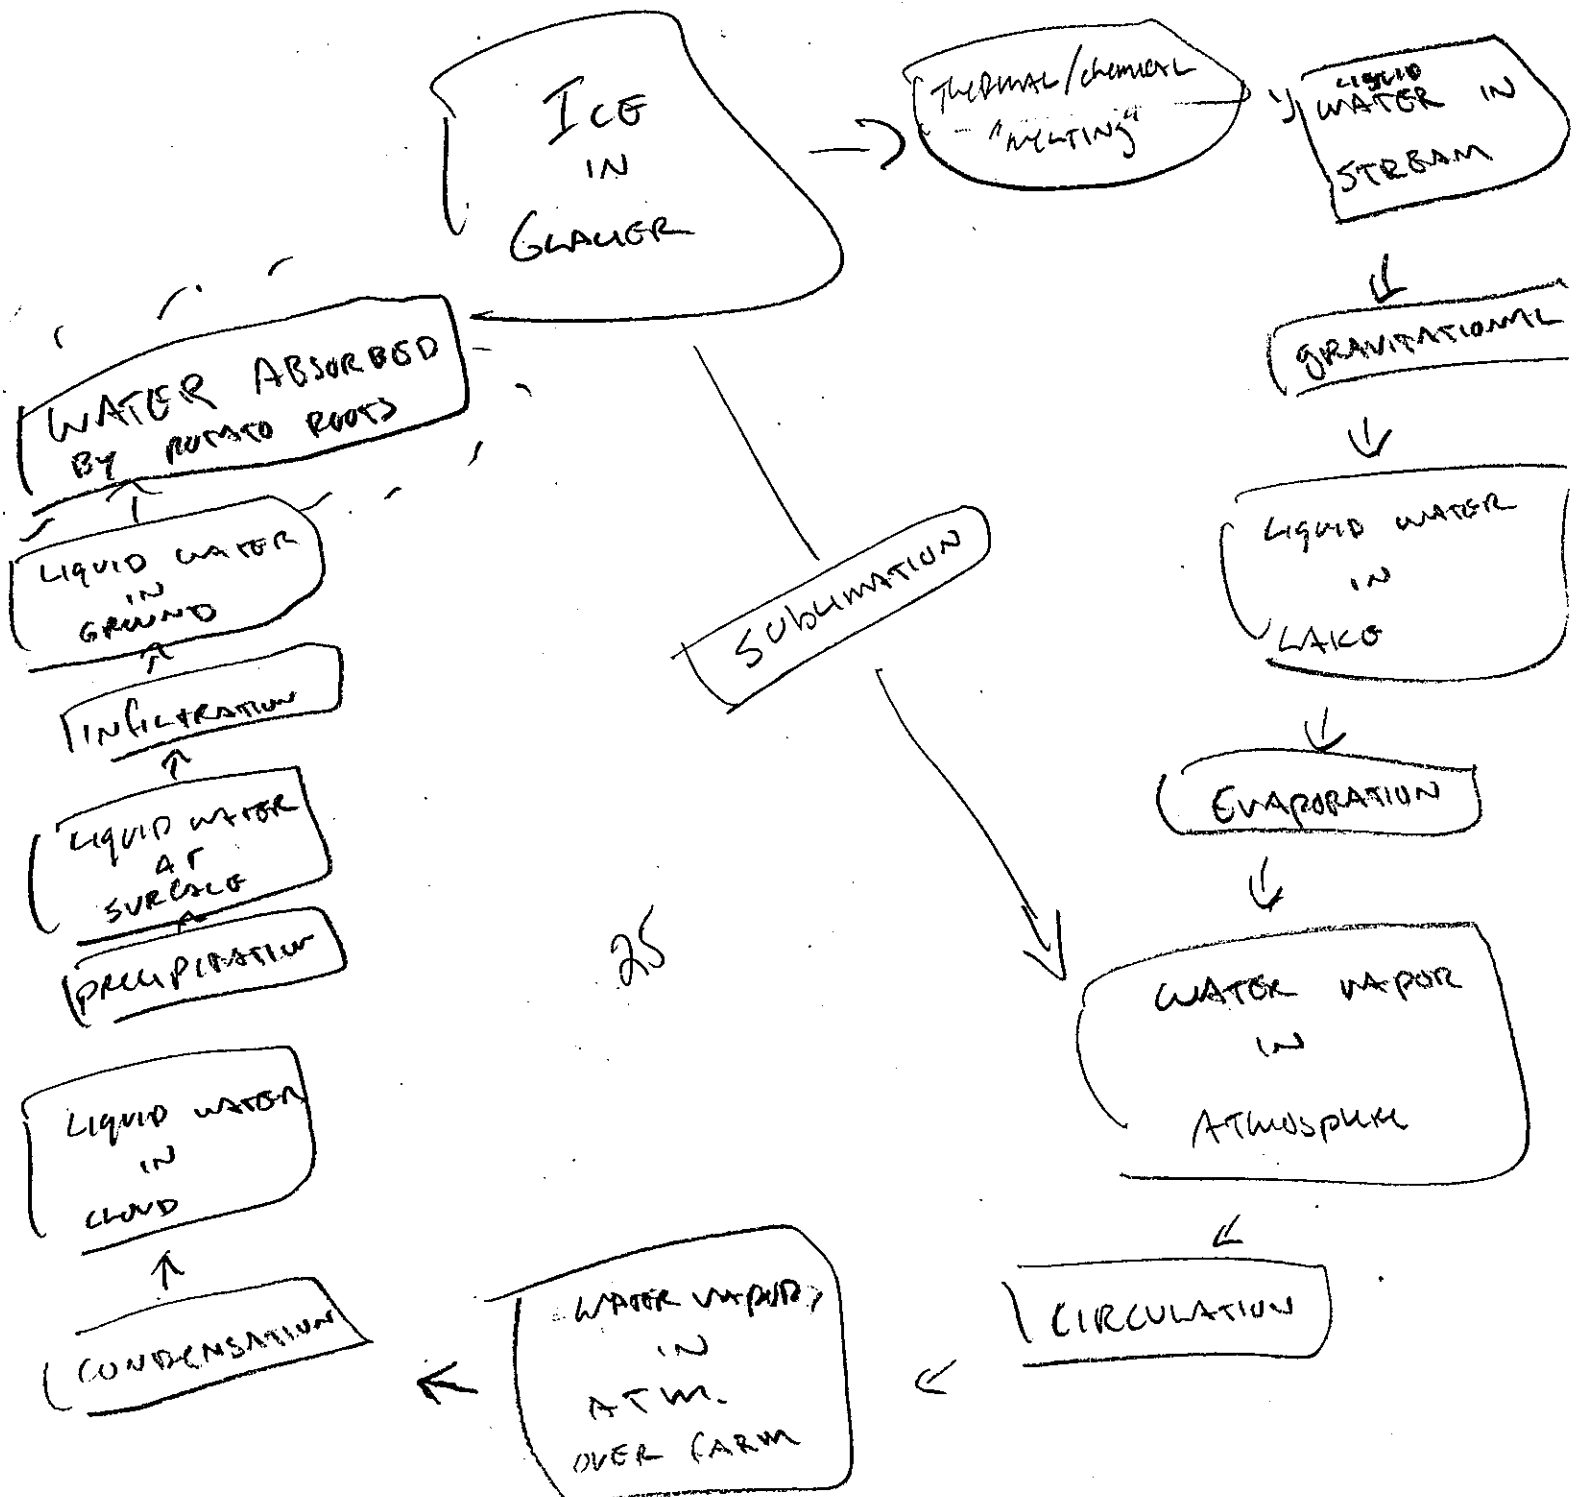 ICE
IN
GLACIER
THERMAL/CHEMICAL
"MELTING"
LIQUID
WATER IN
STREAM
GRAVITATIONAL
LIQUID WATER
IN
LAKE
EVAPORATION
WATER VAPOR
IN
ATMOSPHERE
CIRCULATION
WATER VAPOR
IN
ATM.
OVER FARM
CONDENSATION
LIQUID WATER
IN
CLOUD
PRECIPITATION
LIQUID WATER
AT
SURFACE
INFILTRATION
LIQUID WATER
IN
GROUND
WATER ABSORBED
BY POTATO ROOTS
SUBLIMATION
25